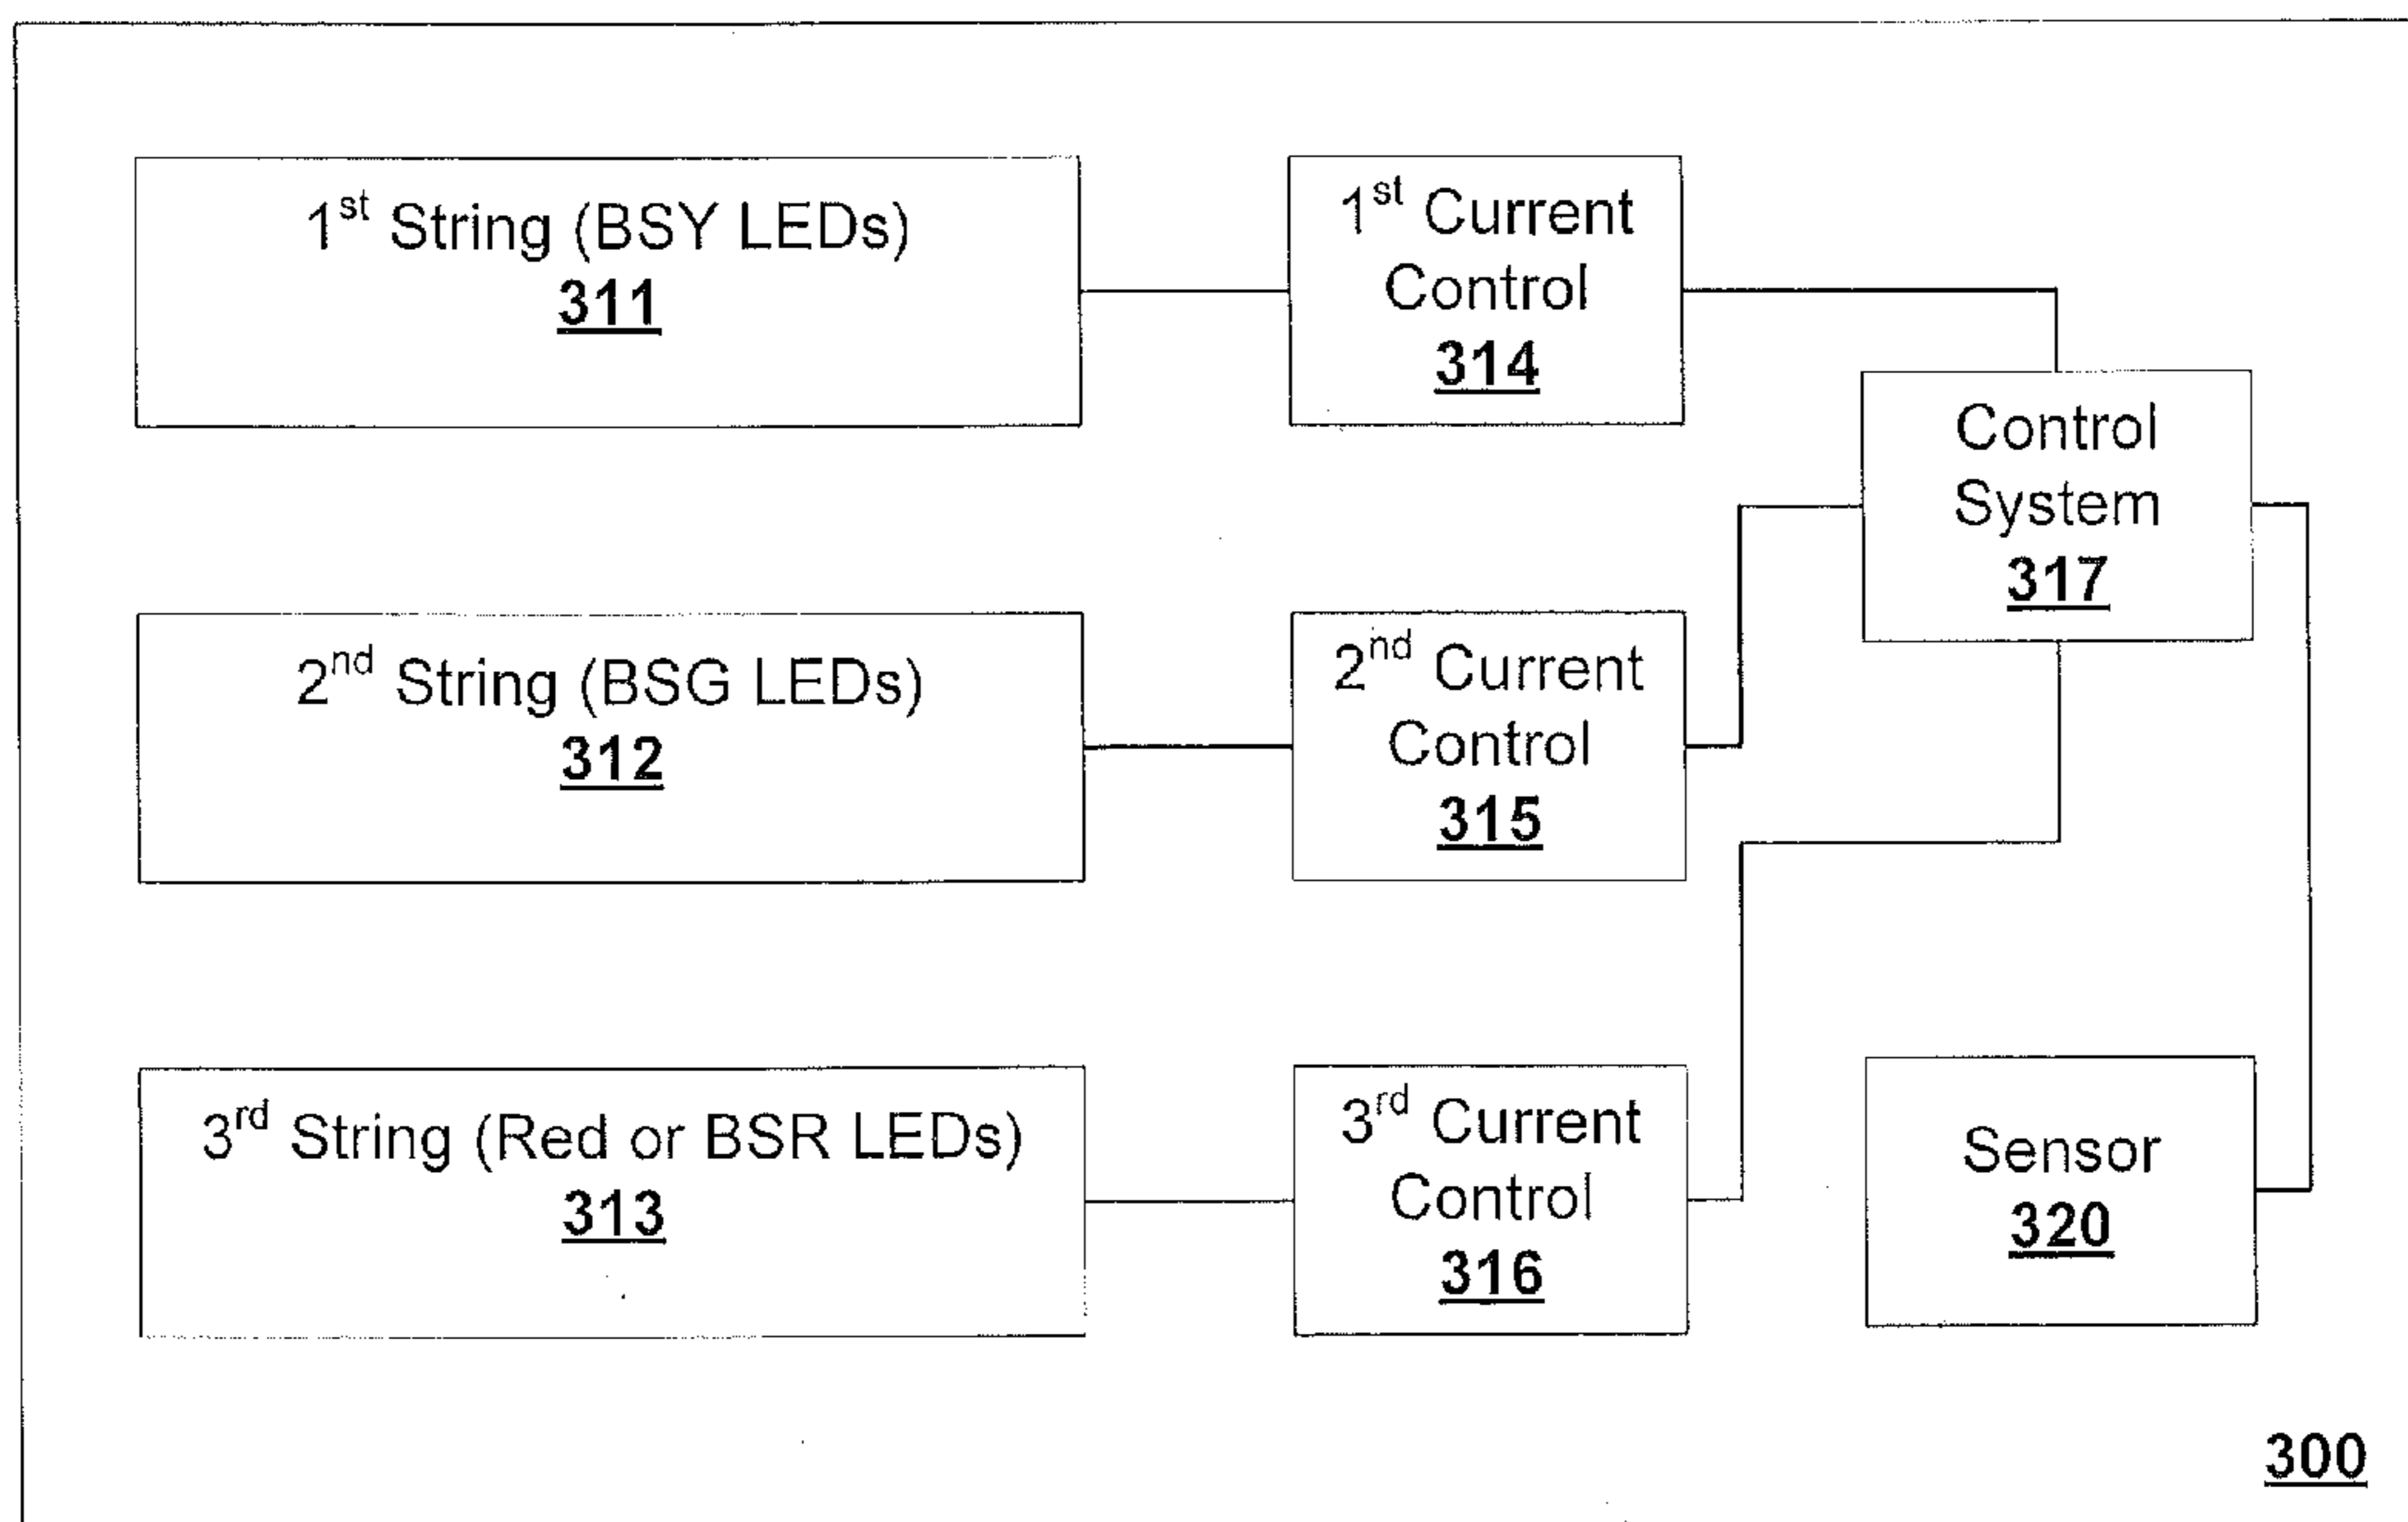 1st String (BSY LEDs)
311
1st Current
Control
314
Control
System
317
2nd String (BSG LEDs)
312
2nd Current
Control
315
3rd String (Red or BSR LEDs)
313
3rd Current
Control
316
Sensor
320
300